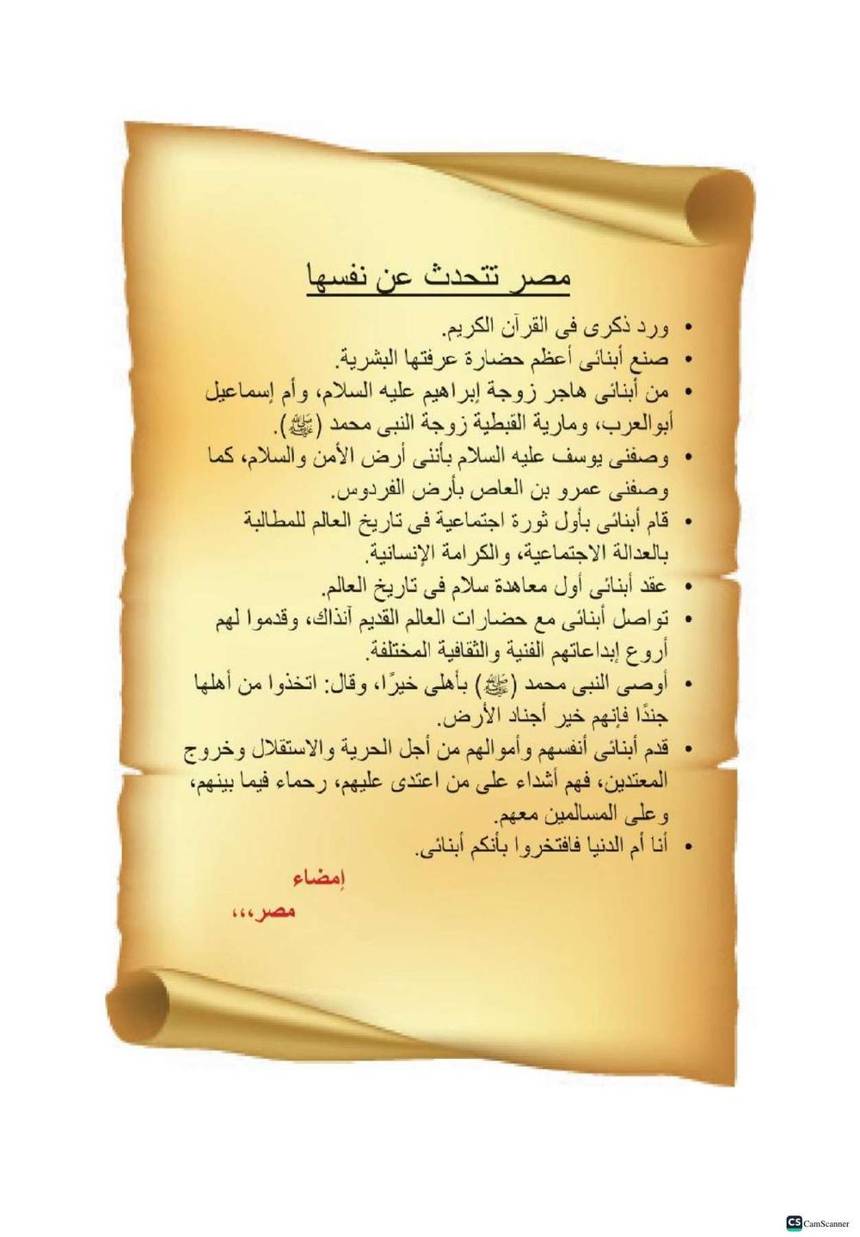 مصر تتحدث عن نفسها
• ورد ذكرى فى القرآن الكريم.
• صنع أبنائى أعظم حضارة عرفتها البشرية.
• من أبنائى هاجر زوجة إبراهيم عليه السلام، وأم إسماعيل
أبوالعرب، ومارية القبطية زوجة النبى محمد (ﷺ).
• وصفنى يوسف عليه السلام بأننى أرض الأمن والسلام، كما
وصفنى عمرو بن العاص بأرض الفردوس.
• قام أبنائى بأول ثورة اجتماعية فى تاريخ العالم للمطالبة
بالعدالة الاجتماعية، والكرامة الإنسانية.
• عقد أبنائى أول معاهدة سلام فى تاريخ العالم.
• تواصل أبنائى مع حضارات العالم القديم آنذاك، وقدموا لهم
أروع إبداعاتهم الفنية والثقافية المختلفة.
• أوصى النبى محمد (ﷺ) بأهلى خيرًا، وقال: اتخذوا من أهلها
جندًا فإنهم خير أجناد الأرض.
• قدم أبنائى أنفسهم وأموالهم من أجل الحرية والاستقلال وخروج
المعتدين، فهم أشداء على من اعتدى عليهم، رحماء فيما بينهم،
وعلى المسالمين معهم.
• أنا أم الدنيا فافتخروا بأنكم أبنائى.
إمضاء
مصر،،،
CS CamScanner